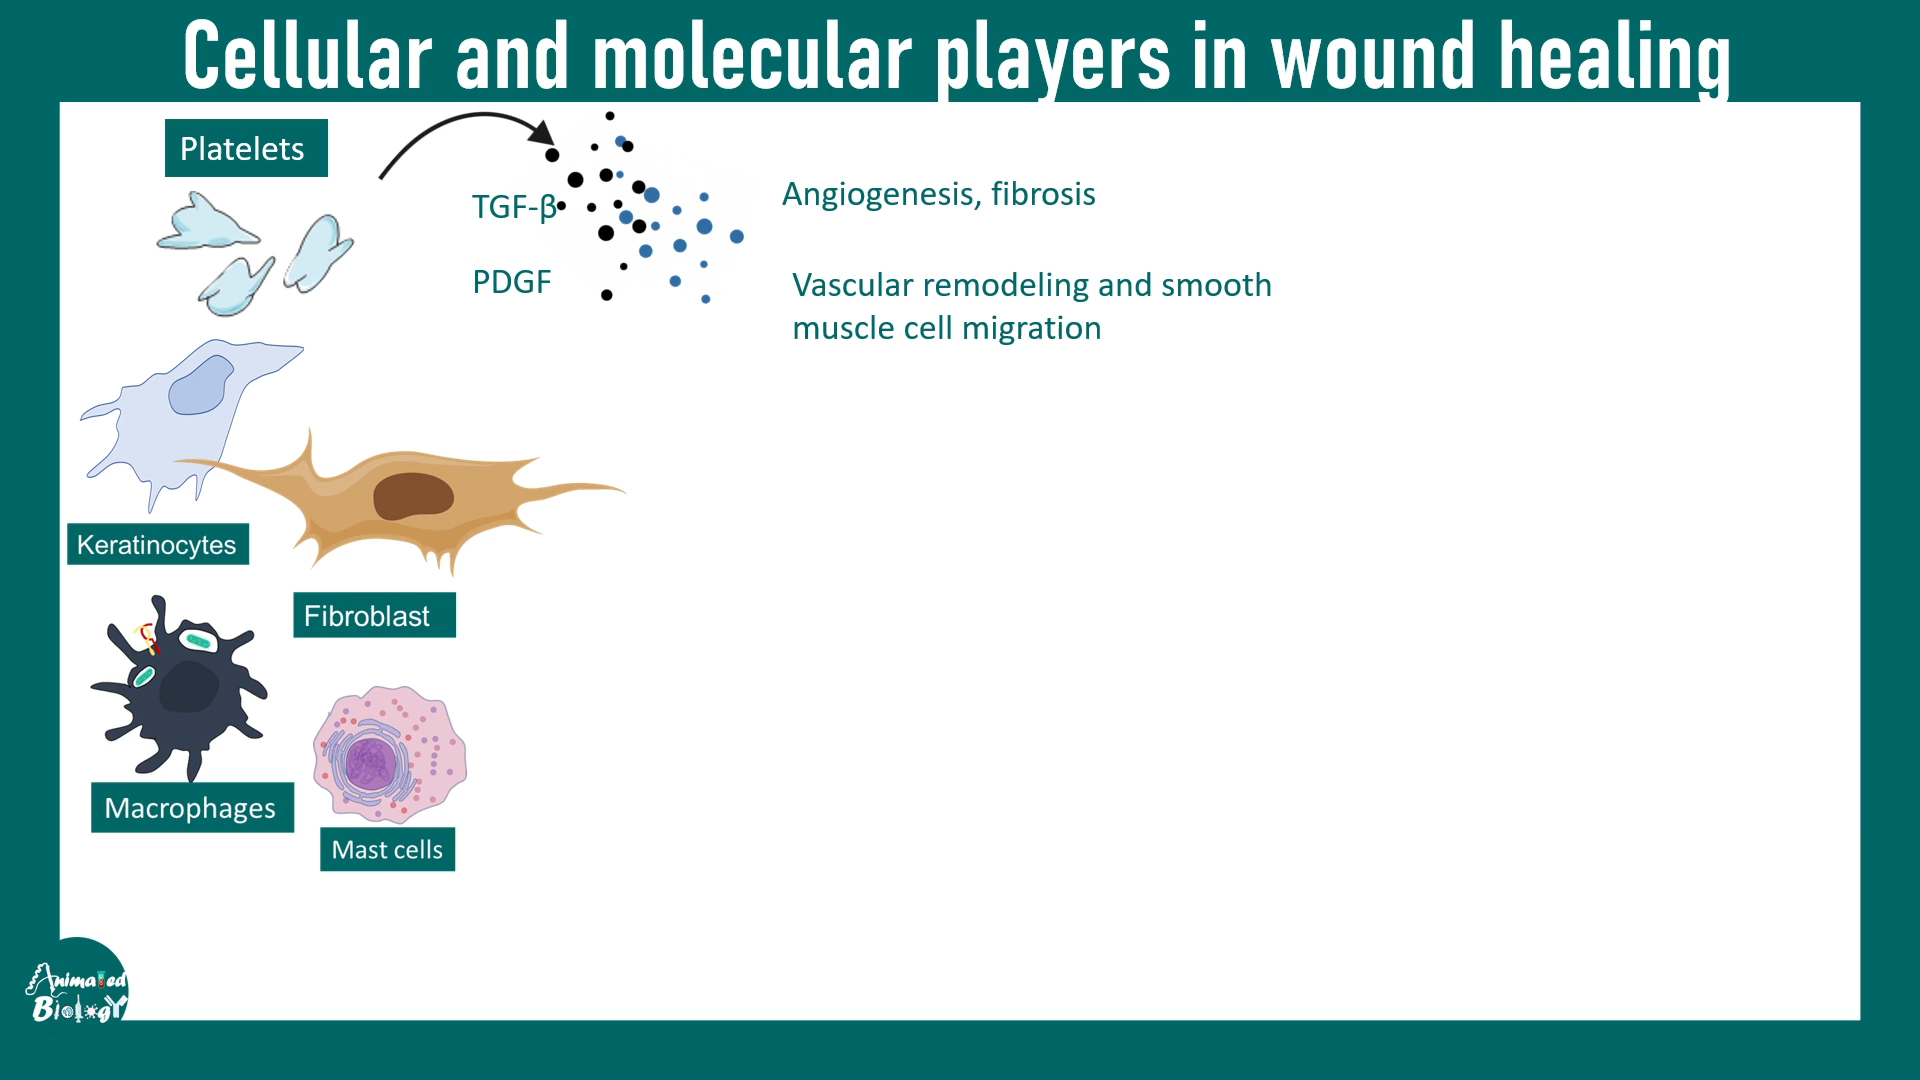 Cellular and molecular players in wound healing
Platelets
TGF-β
Angiogenesis, fibrosis
PDGF
Vascular remodeling and smooth
muscle cell migration
Keratinocytes
Fibroblast
Macrophages
Mast cells
Animated
Biology